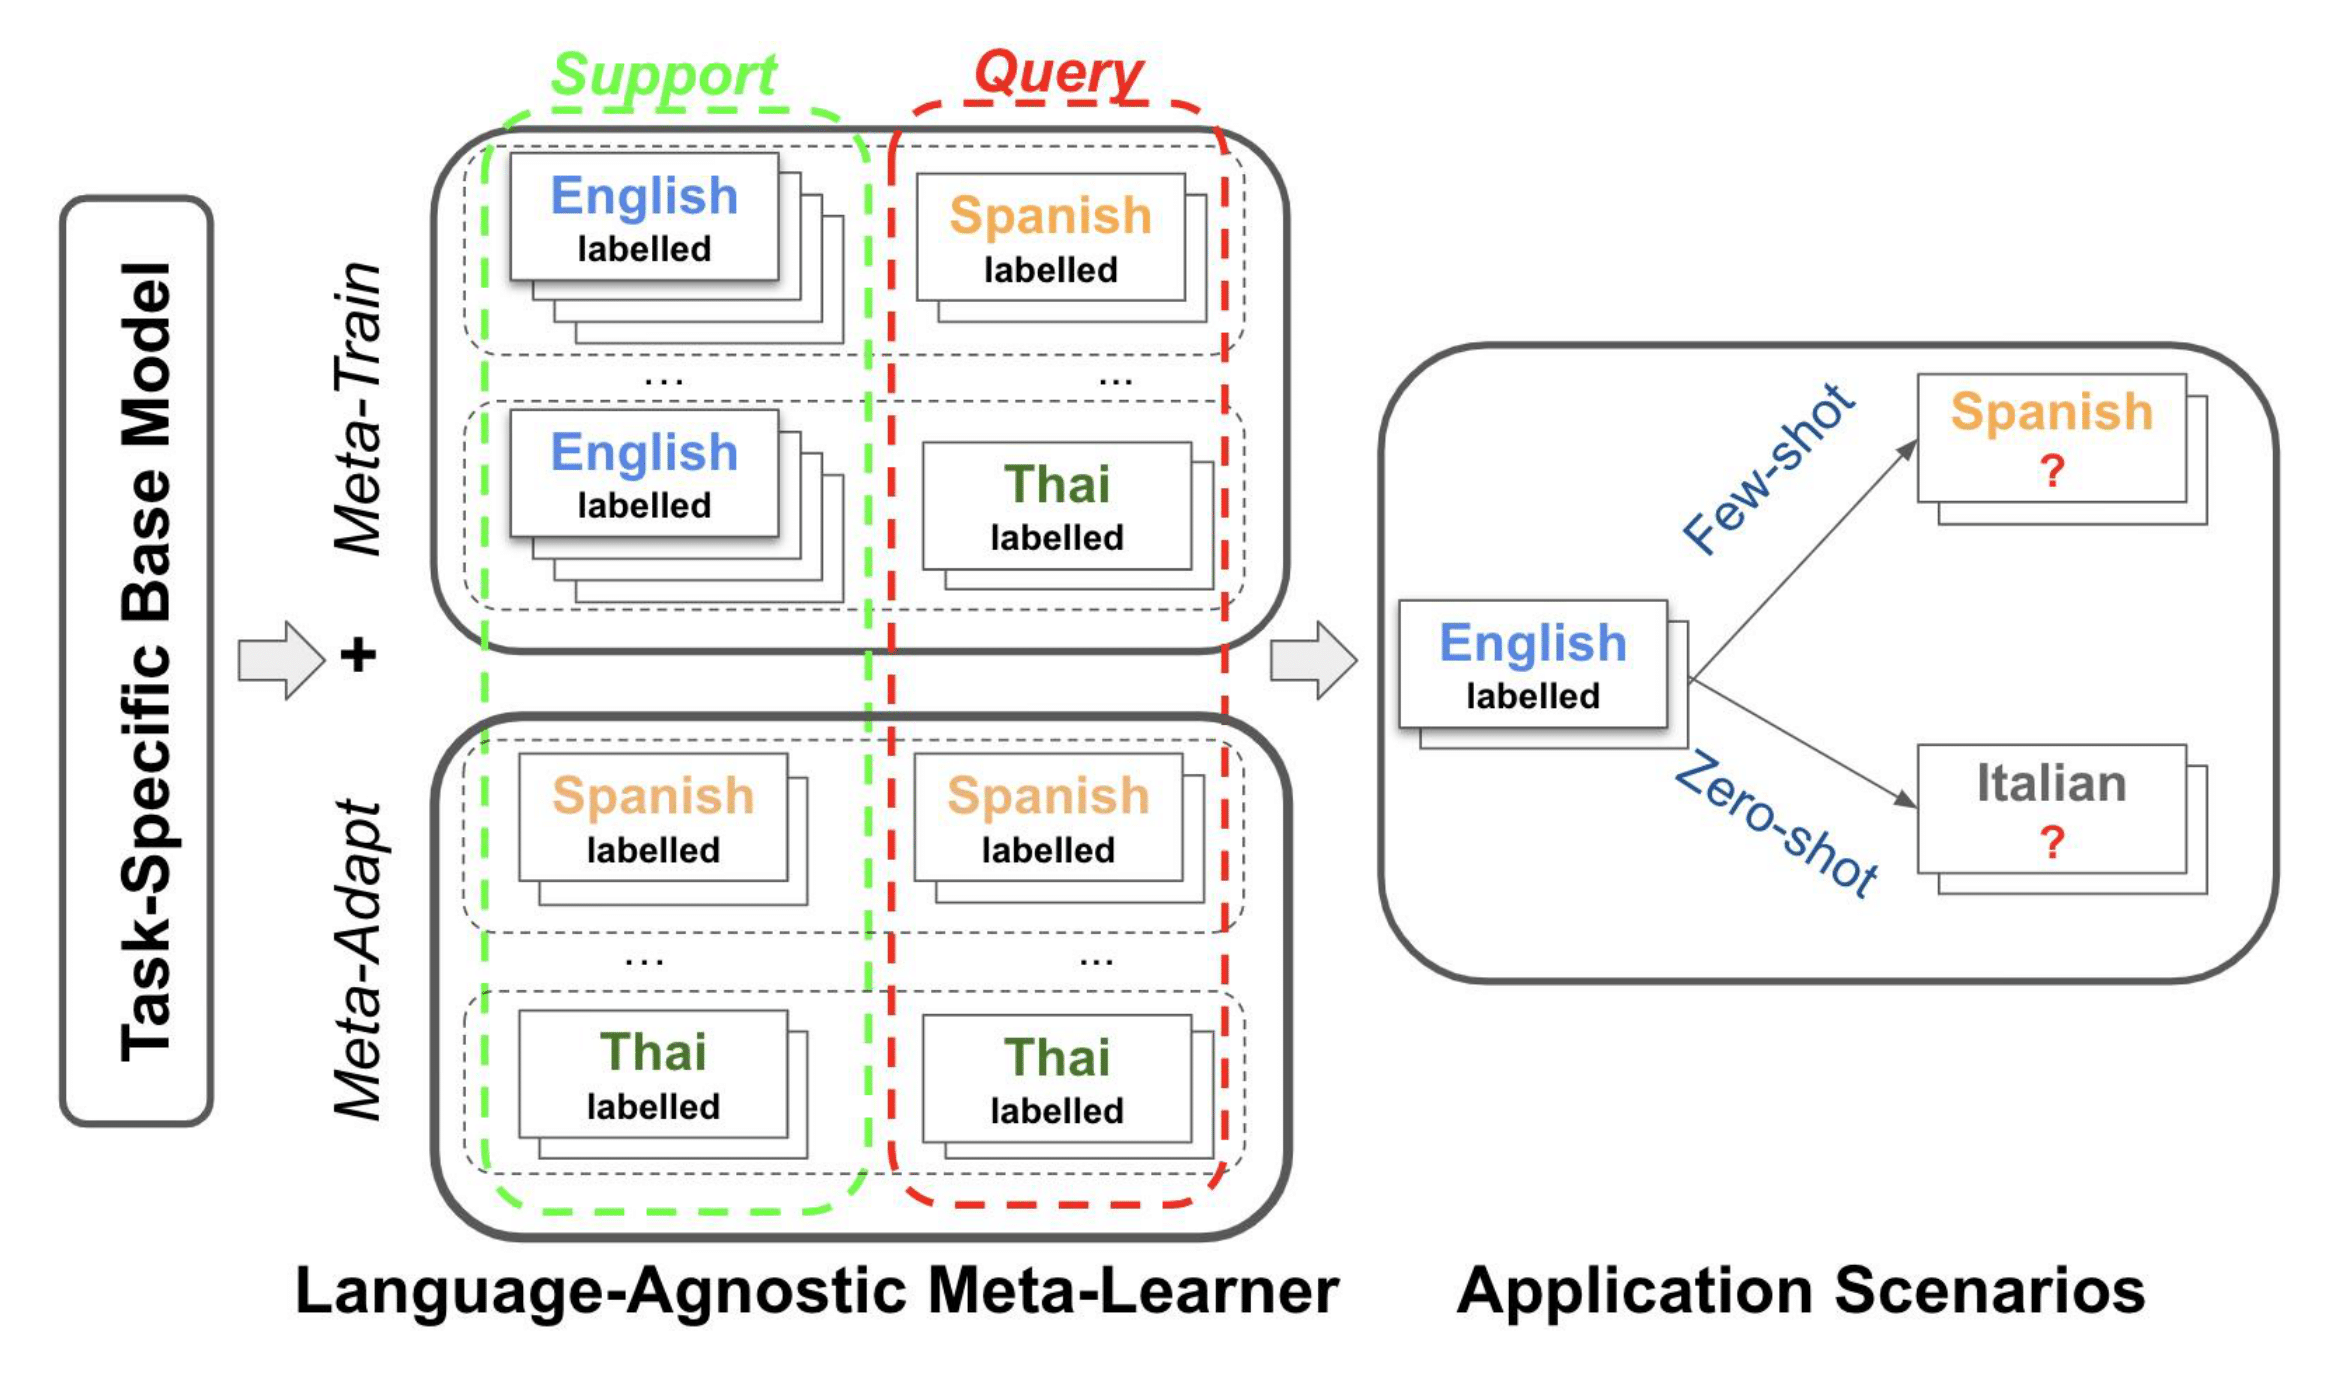 Task-Specific Base Model
Meta-Train
+
Meta-Adapt
Support
Query
English
labelled
Spanish
labelled
...
...
English
labelled
Thai
labelled
Spanish
labelled
Spanish
labelled
...
...
Thai
labelled
Thai
labelled
Language-Agnostic Meta-Learner
English
labelled
Few-shot
Spanish
?
Zero-shot
Italian
?
Application Scenarios